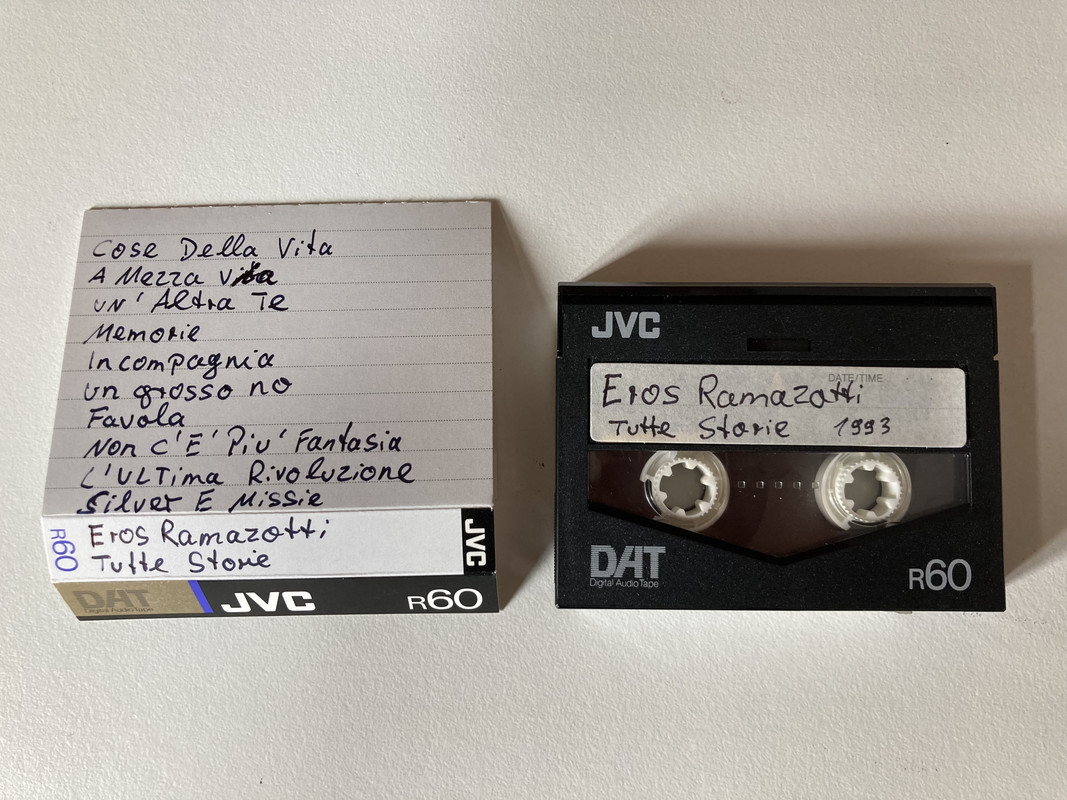 Cose Della Vita
A Mezza Vita
un' Altra Te
Memorie
In compagnia
un grosso no
Favola
Non C'E' Piu' Fantasia
L'ULTima Rivoluzione
Silver E Missie
R60
Eros Ramazotti
Tutte Storie
JVC
DAT
Digital Audio Tape
JVC
R60
JVC
DATE/TIME
Eros Ramazotti
Tutte Storie 1993
DAT
Digital Audio Tape
R60